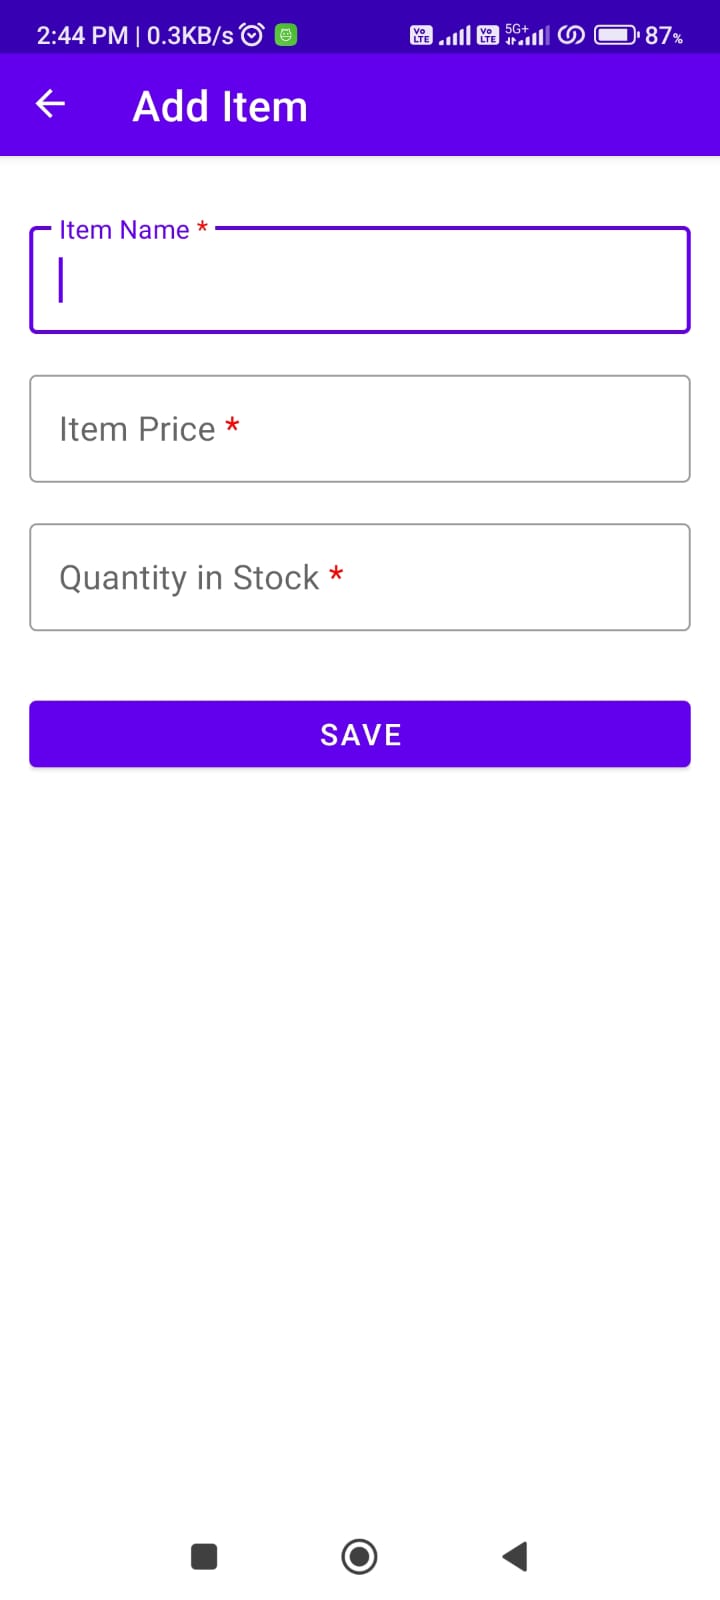 2:44 PM | 0.3KB/s Vo LTE Vo LTE 5G+ 87%
Add Item
Item Name *
Item Price *
Quantity in Stock *
SAVE